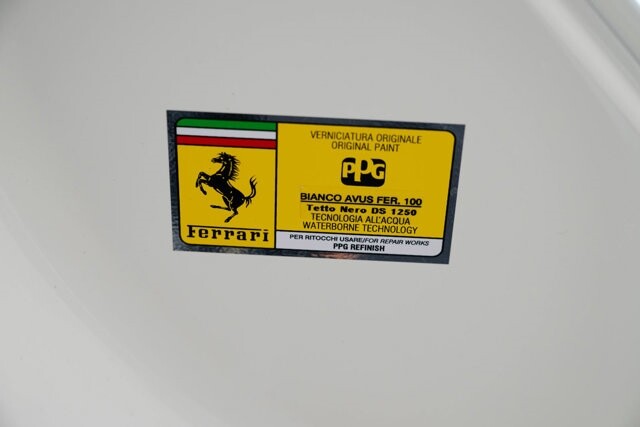 Ferrari
VERNICIATURA ORIGINALE
ORIGINAL PAINT
PPG
BIANCO AVUS FER. 100
Tetto Nero DS 1250
TECNOLOGIA ALL'ACQUA
WATERBORNE TECHNOLOGY
PER RITOCCHI USARE/FOR REPAIR WORKS
PPG REFINISH